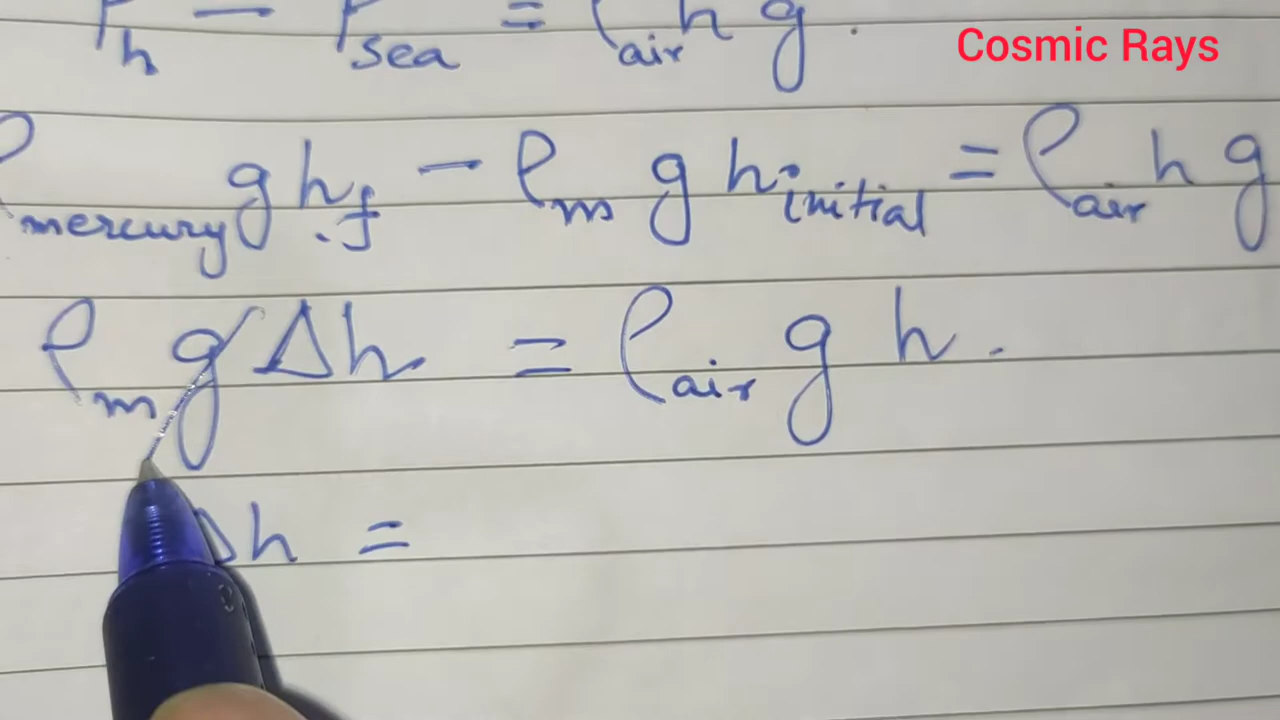 P_h − P_sea = ρ_air h g .
Cosmic Rays
ρ_mercury g h_f − ρ_m g h_initial = ρ_air h g
ρ_m g Δh = ρ_air g h .
Δh =